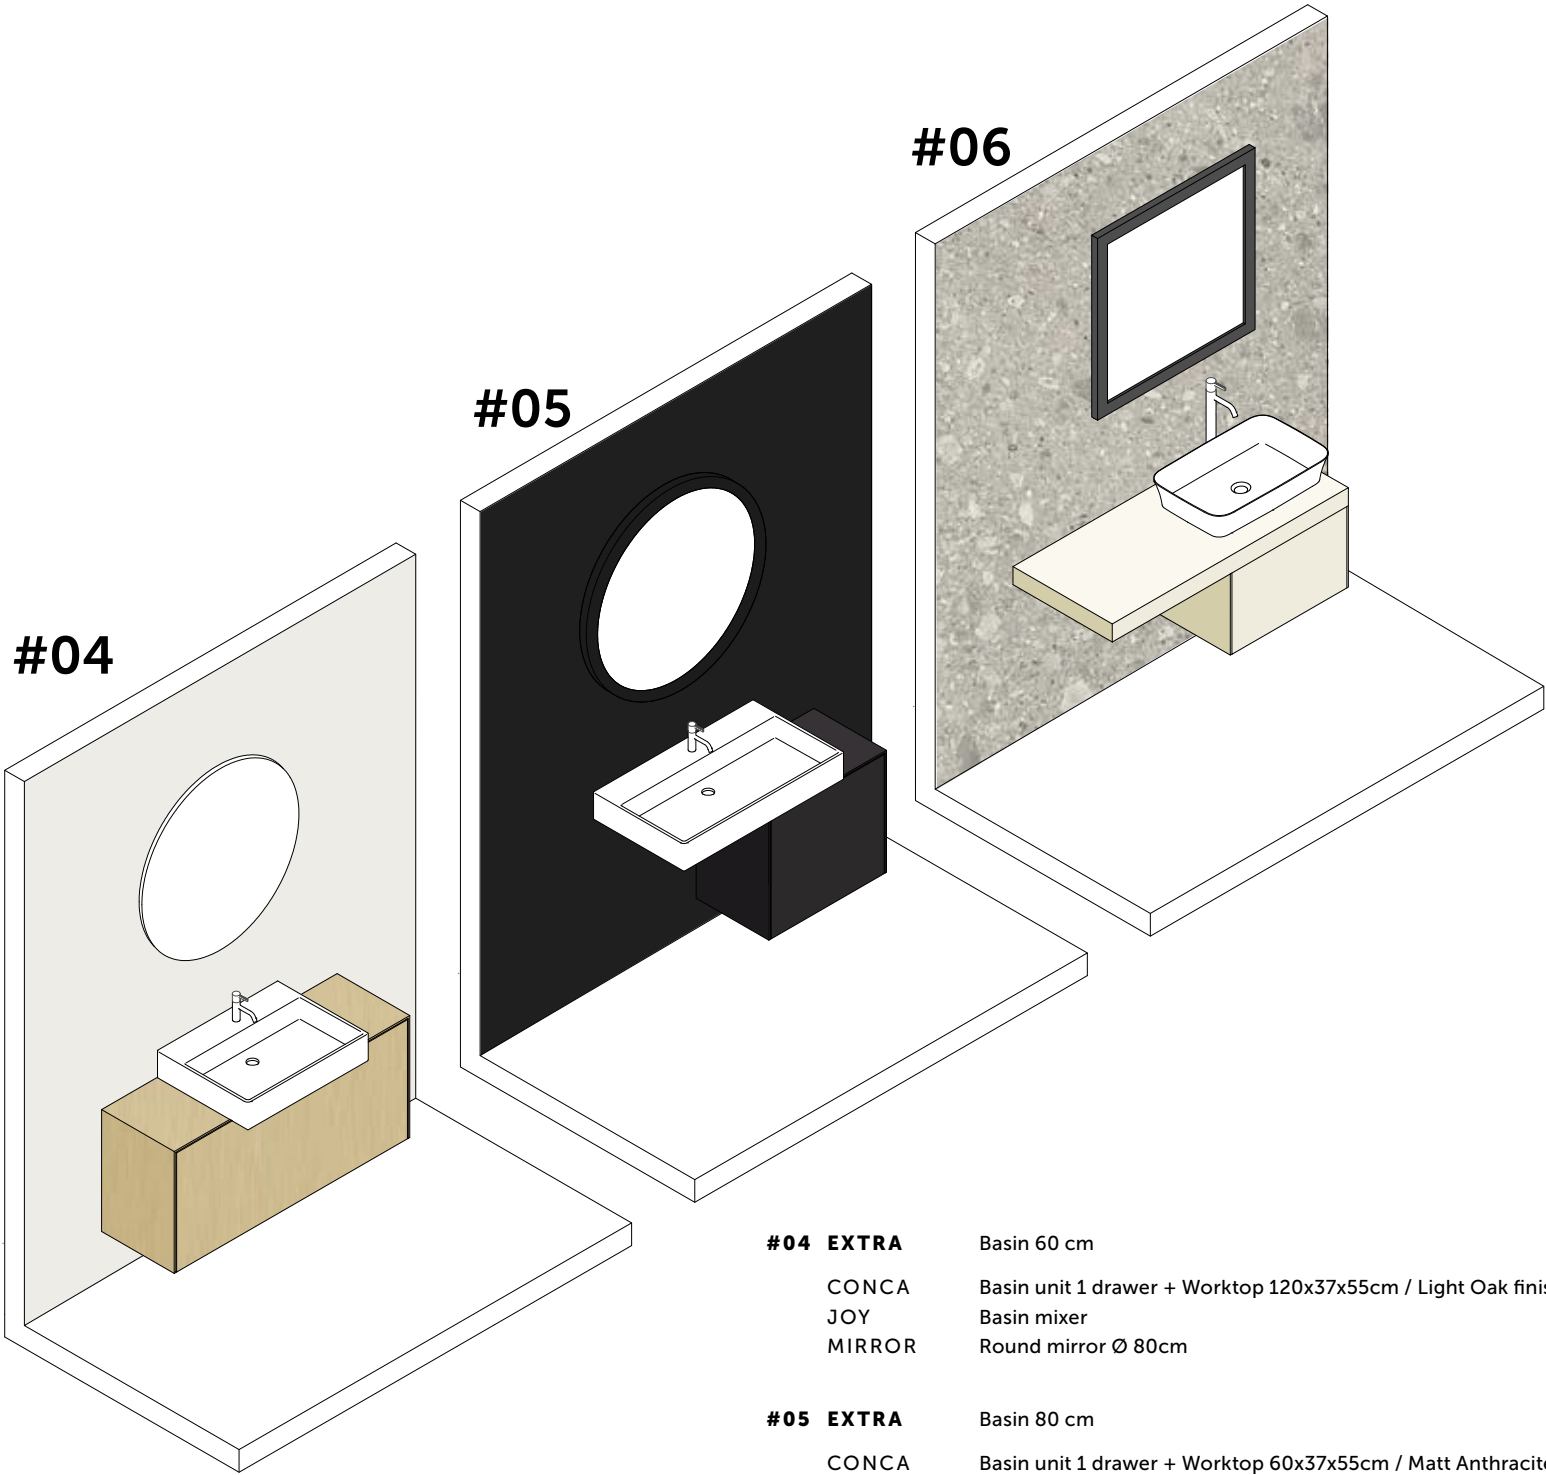 #06
#05
#04
#04 EXTRA Basin 60 cm
CONCA Basin unit 1 drawer + Worktop 120x37x55cm / Light Oak
JOY Basin mixer
MIRROR Round mirror Ø 80cm
#05 EXTRA Basin 80 cm
CONCA Basin unit 1 drawer + Worktop 60x37x55cm / Matt Anthracite